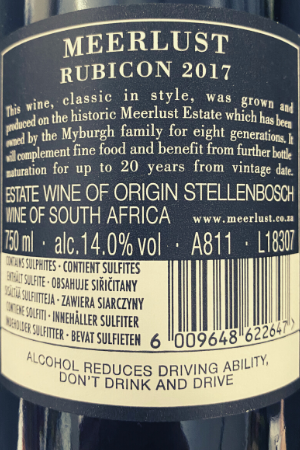 MEERLUST
RUBICON 2017
This wine, classic in style, was grown and
produced on the historic Meerlust Estate which has been
owned by the Myburgh family for eight generations. It
will complement fine food and benefit from further bottle
maturation for up to 20 years from vintage date.
ESTATE WINE OF ORIGIN STELLENBOSCH
WINE OF SOUTH AFRICA www.meerlust.co.za
750 ml · alc.14.0% vol · A811 · L18307
CONTAINS SULPHITES · CONTIENT SULFITES
ENTHÄLT SULFITE · OBSAHUJE SIŘIČITANY
SISÄLTÄÄ SULFIITTEJA · ZAWIERA SIARCZYNY
CONTIENE SOLFITI · INNEHÅLLER SULFITER
INDEHOLDER SULFITTER · BEVAT SULFIETEN
6 009648 622647 >
ALCOHOL REDUCES DRIVING ABILITY,
DON'T DRINK AND DRIVE